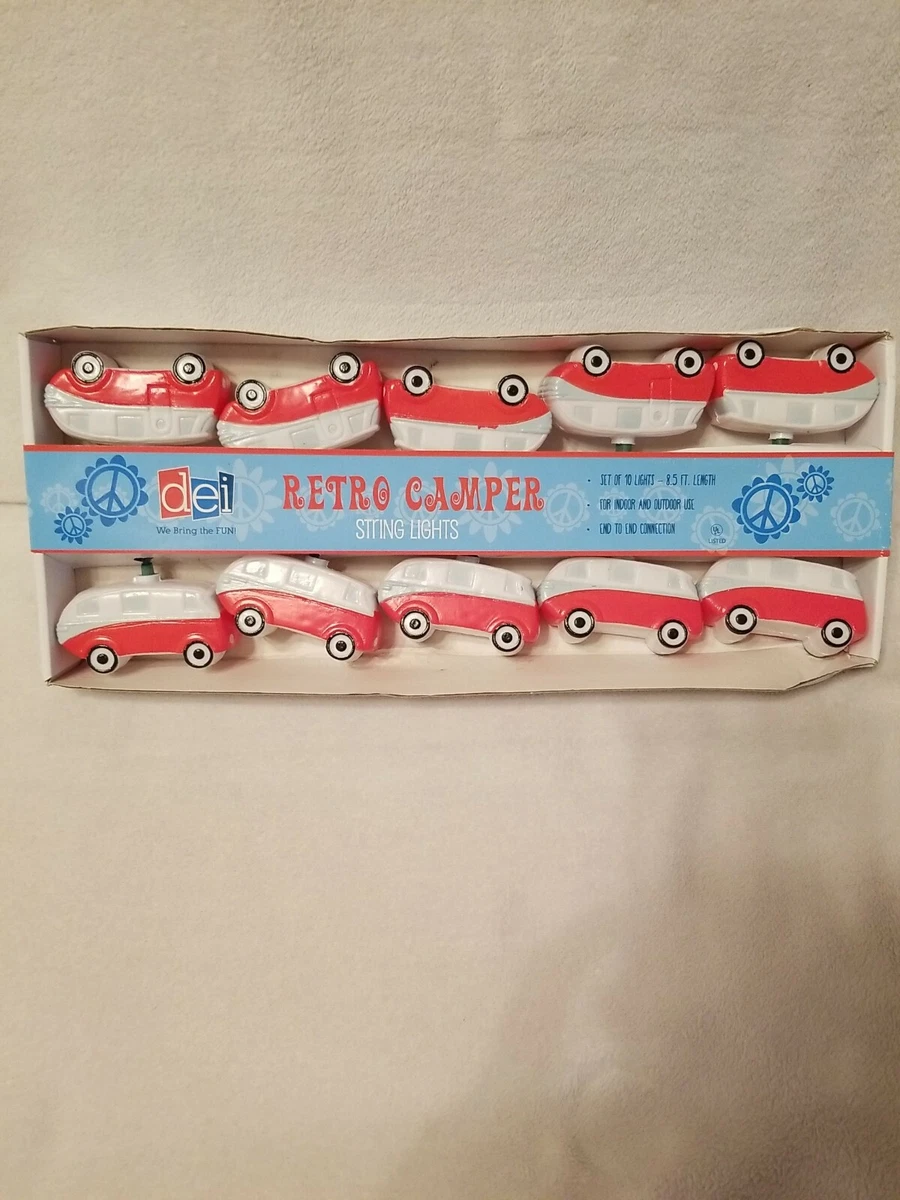 dei
We Bring the FUN!
RETRO CAMPER
STTING LIGHTS
• SET OF 10 LIGHTS - 8.5 FT. LENGTH
• FOR INDOOR AND OUTDOOR USE
• END TO END CONNECTION
UL
LISTED